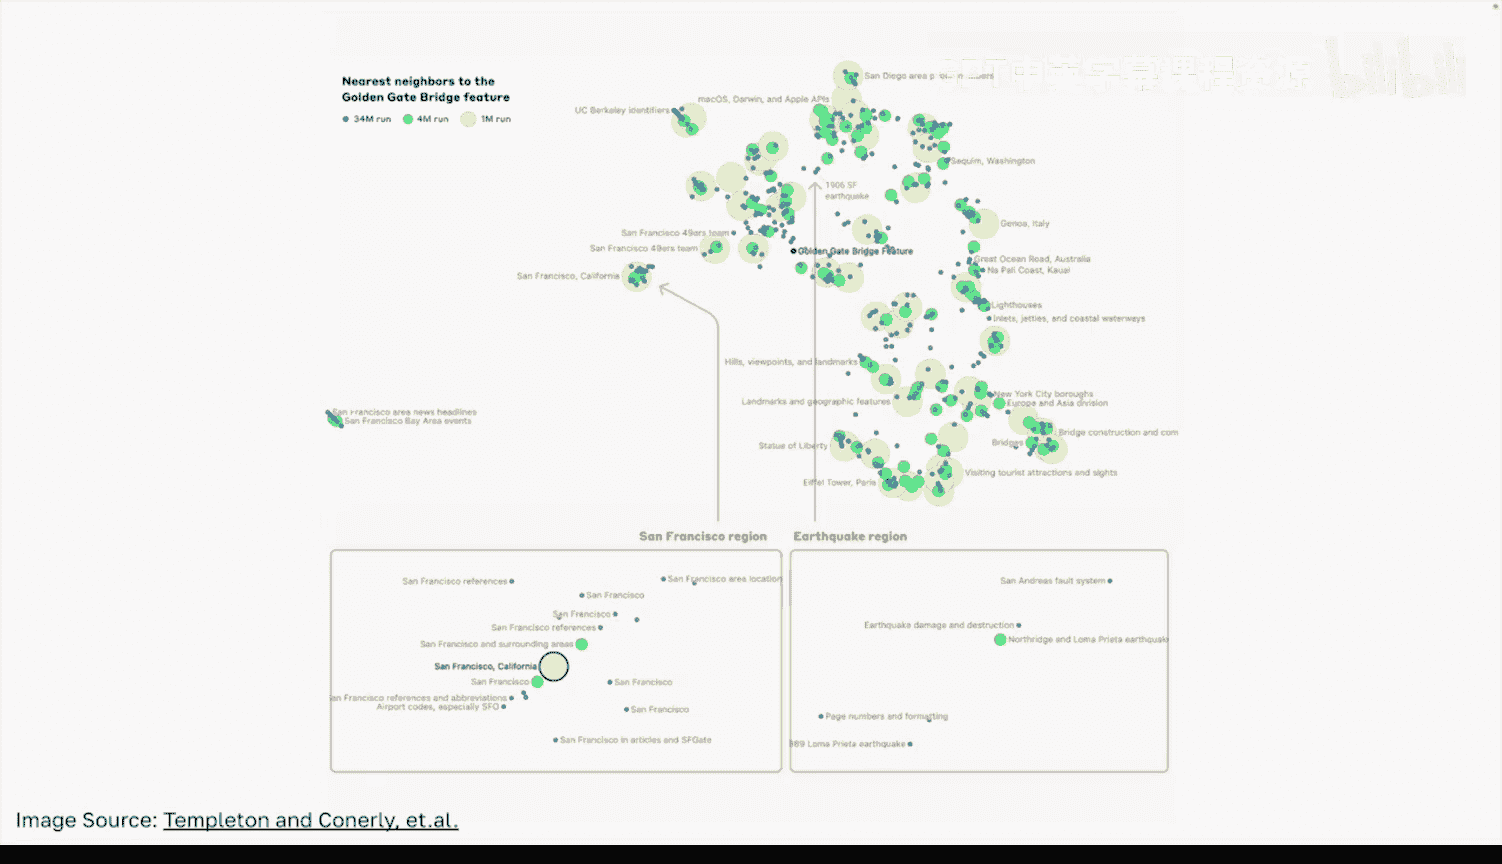 Nearest neighbors to the
Golden Gate Bridge feature
34M run
4M run
1M run
San Diego area
macOS, Darwin, and Apple APIs
UC Berkeley identifiers
Sequim, Washington
1906 SF
earthquake
Genoa, Italy
San Francisco 49ers team
San Francisco 49ers team
Golden Gate Bridge Feature
Great Ocean Road, Australia
Na Pali Coast, Kauai
San Francisco, California
Lighthouses
Inlets, jetties, and coastal waterways
Hills, viewpoints, and landmarks
New York City boroughs
Landmarks and geographic features
Europe and Asia division
San Francisco area news headlines
San Francisco Bay Area events
Bridge construction and com
Bridges
Statue of Liberty
Visiting tourist attractions and sights
Eiffel Tower, Paris
San Francisco region
Earthquake region
San Francisco references
San Francisco area location
San Francisco
San Francisco
San Francisco references
San Francisco and surrounding areas
San Francisco, California
San Francisco
San Francisco
San Francisco references and abbreviations
Airport codes, especially SFO
San Francisco
San Francisco in articles and SFGate
San Andreas fault system
Earthquake damage and destruction
Northridge and Loma Prieta earthquak
Page numbers and formatting
989 Loma Prieta earthquake
Image Source: Templeton and Conerly, et.al.
bilibili